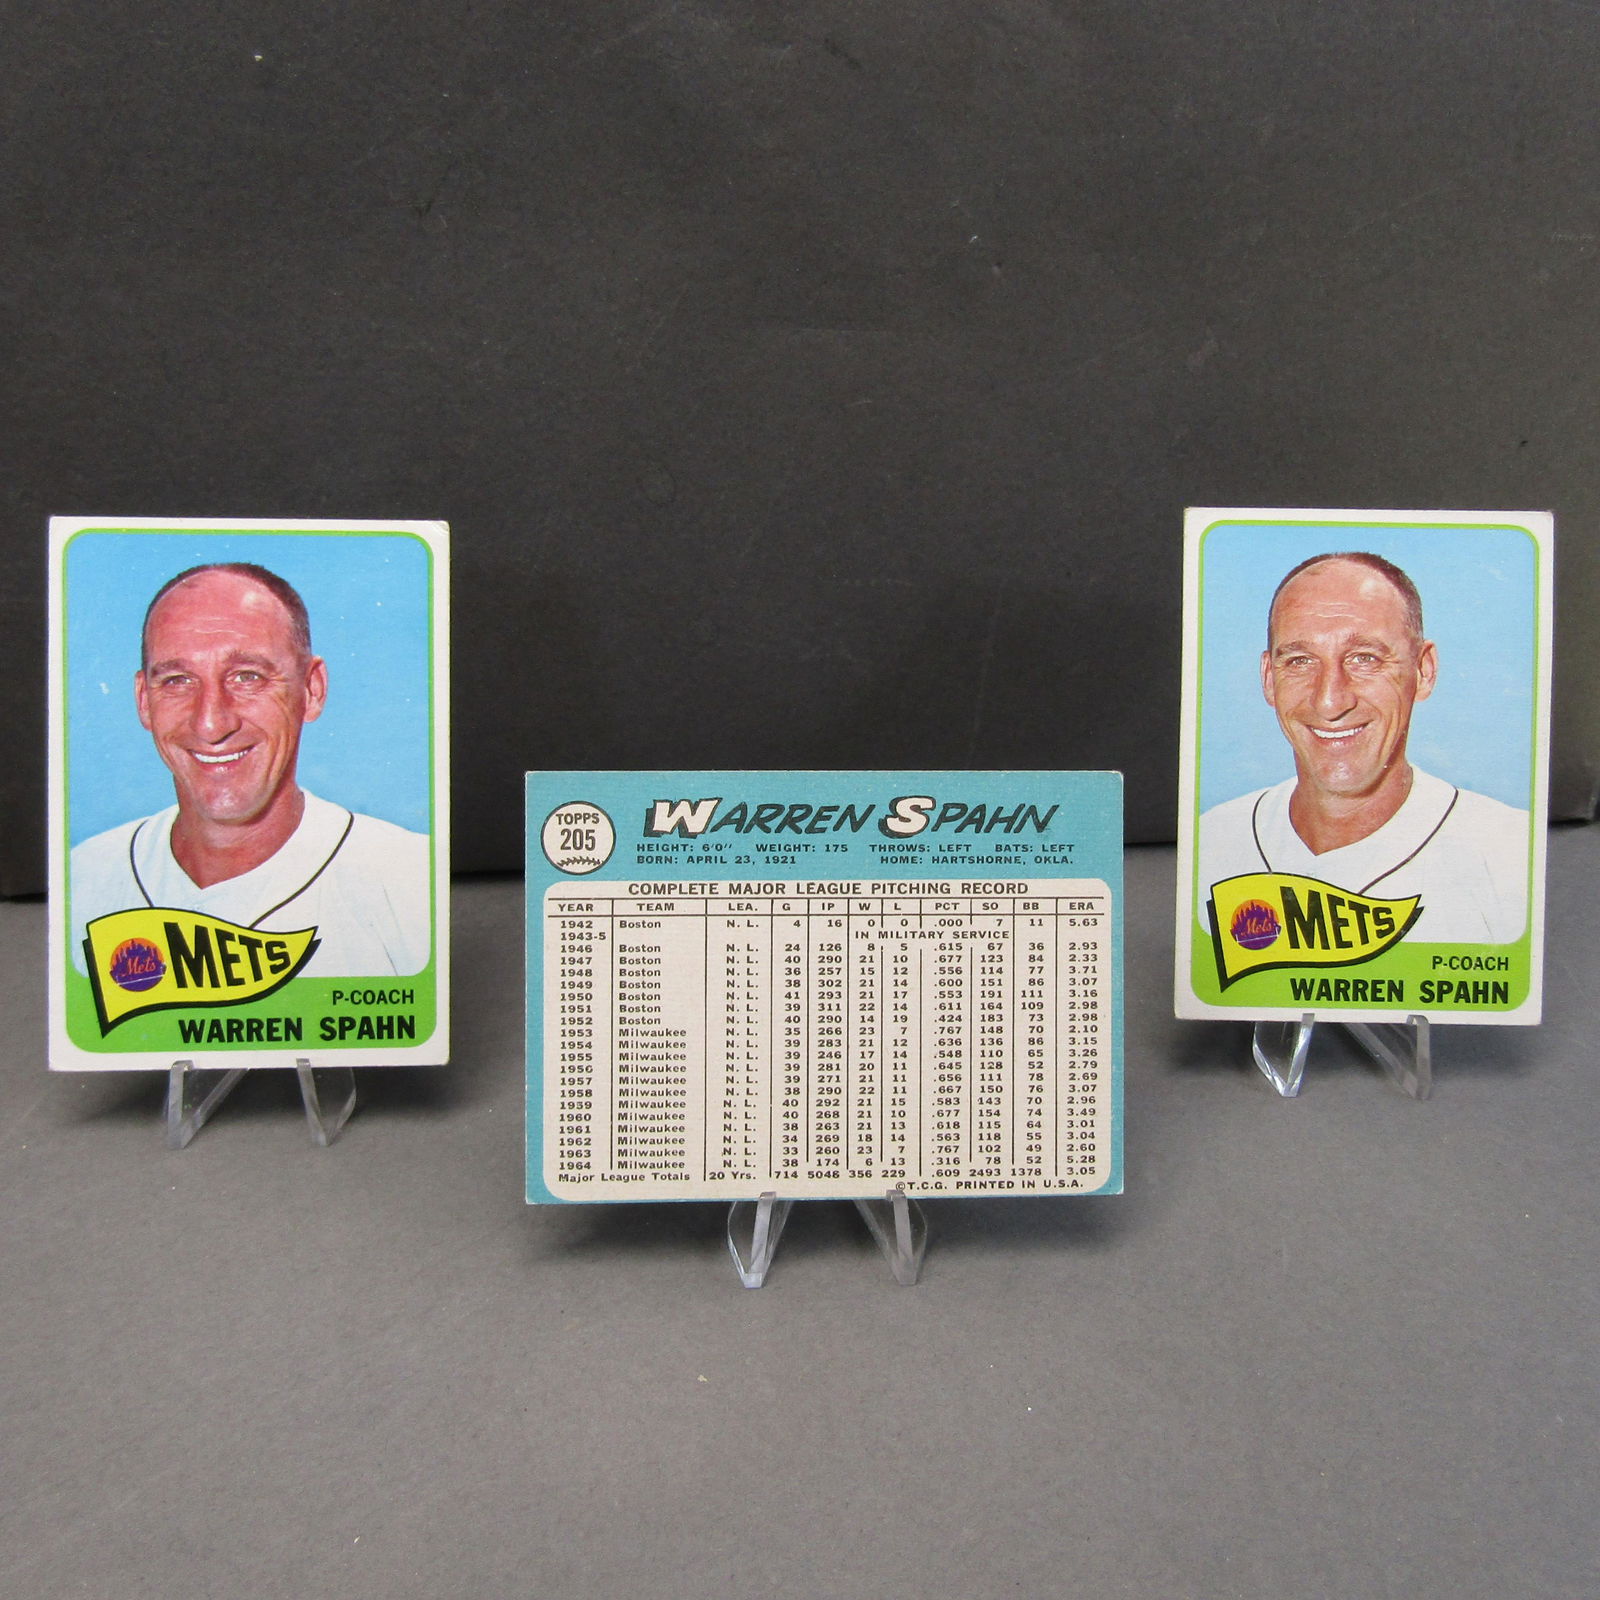 Mets
METS
P-COACH
WARREN SPAHN
TOPPS
205
WARREN SPAHN
HEIGHT: 6'0" WEIGHT: 175 THROWS: LEFT BATS: LEFT
BORN: APRIL 23, 1921 HOME: HARTSHORNE, OKLA.
COMPLETE MAJOR LEAGUE PITCHING RECORD
YEAR TEAM LEA. G IP W L PCT SO BB ERA
1942 Boston N. L. 4 16 0 0 .000 7 11 5.63
1943-5 IN MILITARY SERVICE
1946 Boston N. L. 24 126 8 5 .615 67 36 2.93
1947 Boston N. L. 40 290 21 10 .677 123 84 2.33
1948 Boston N. L. 36 257 15 12 .556 114 77 3.71
1949 Boston N. L. 38 302 21 14 .600 151 86 3.07
1950 Boston N. L. 41 293 21 17 .553 191 111 3.16
1951 Boston N. L. 39 311 22 14 .611 164 109 2.98
1952 Boston N. L. 40 290 14 19 .424 183 73 2.98
1953 Milwaukee N. L. 35 266 23 7 .767 148 70 2.10
1954 Milwaukee N. L. 39 283 21 12 .636 136 86 3.15
1955 Milwaukee N. L. 39 246 17 14 .548 110 65 3.26
1956 Milwaukee N. L. 39 281 20 11 .645 128 52 2.79
1957 Milwaukee N. L. 39 271 21 11 .656 111 78 2.69
1958 Milwaukee N. L. 38 290 22 11 .667 150 76 3.07
1959 Milwaukee N. L. 40 292 21 15 .583 143 70 2.96
1960 Milwaukee N. L. 40 268 21 10 .677 154 74 3.49
1961 Milwaukee N. L. 38 263 21 13 .618 115 64 3.01
1962 Milwaukee N. L. 34 269 18 14 .563 118 55 3.04
1963 Milwaukee N. L. 33 260 23 7 .767 102 49 2.60
1964 Milwaukee N. L. 38 174 6 13 .316 78 52 5.28
Major League Totals 20 Yrs. 714 5046 356 229 .609 2493 1378 3.05
©T.C.G. PRINTED IN U.S.A.
Mets
METS
P-COACH
WARREN SPAHN